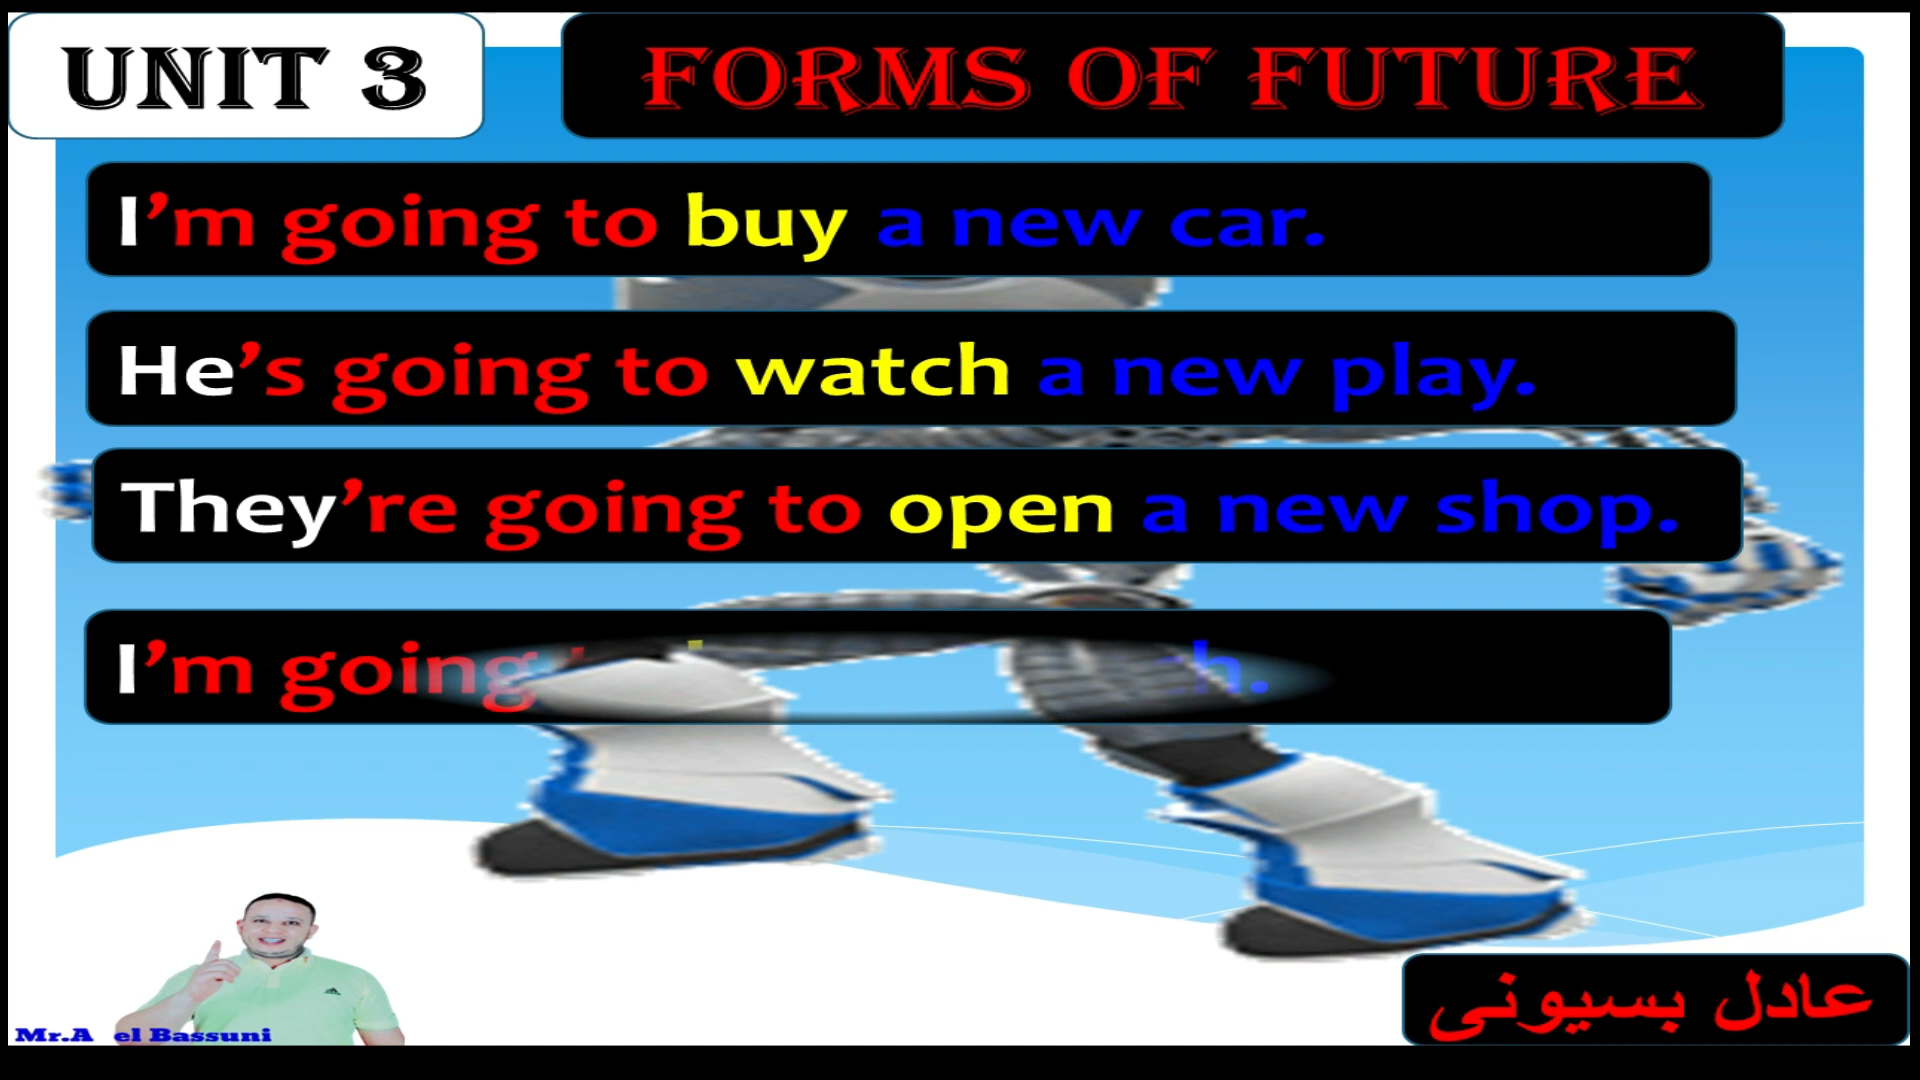 UNIT 3
FORMS OF FUTURE
I’m going to buy a new car.
He’s going to watch a new play.
They’re going to open a new shop.
I’m going
Mr.A el Bassuni
عادل بسيونى